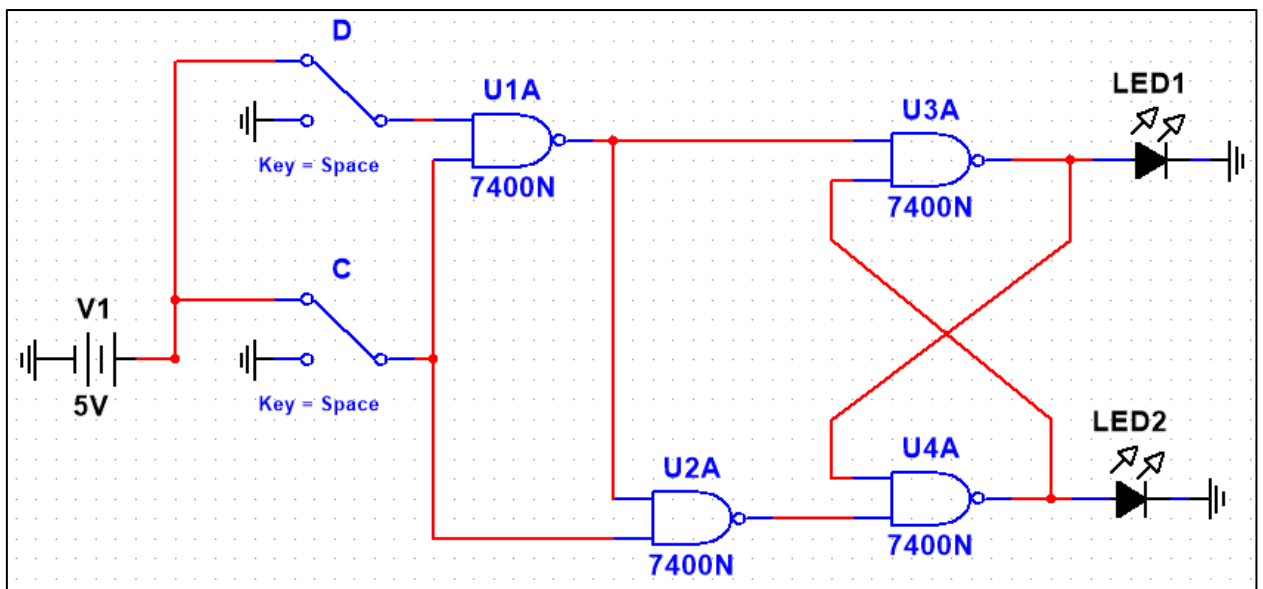 D
U1A
LED1
U3A
Key = Space
7400N
7400N
C
V1
5V
Key = Space
LED2
U4A
U2A
7400N
7400N